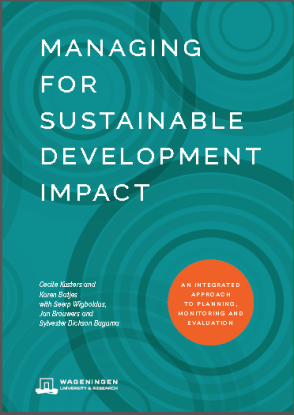 MANAGING
FOR
SUSTAINABLE
DEVELOPMENT
IMPACT
Cecile Kusters and
Karen Batjes
with Seerp Wigboldus,
Jan Brouwers and
Sylvester Dickson Baguma
AN INTEGRATED
APPROACH
TO PLANNING,
MONITORING AND
EVALUATION
WAGENINGEN
UNIVERSITY & RESEARCH